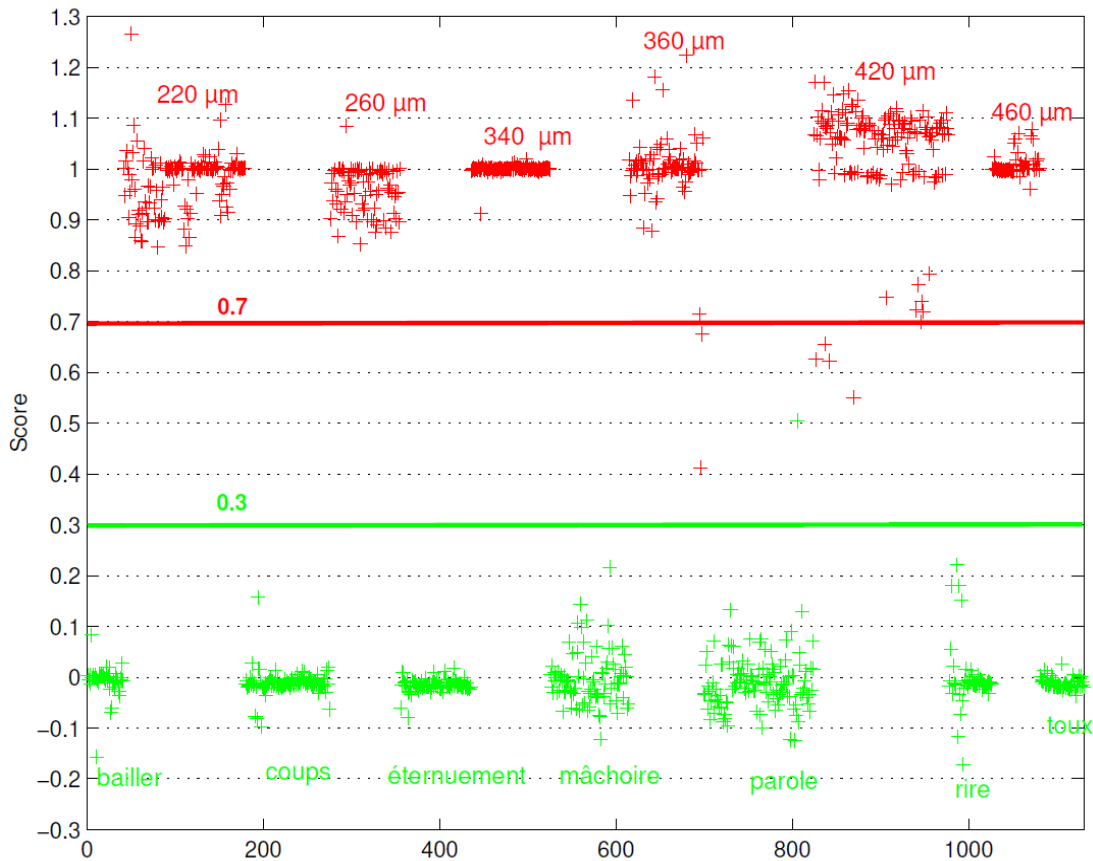 1.3
1.2
1.1
1
0.9
0.8
0.7
0.6
0.5
0.4
0.3
0.2
0.1
0
−0.1
−0.2
−0.3
Score
220 µm
260 µm
340 µm
360 µm
420 µm
460 µm
0.7
0.3
bailler
coups
éternuement
mâchoire
parole
rire
toux
0
200
400
600
800
1000